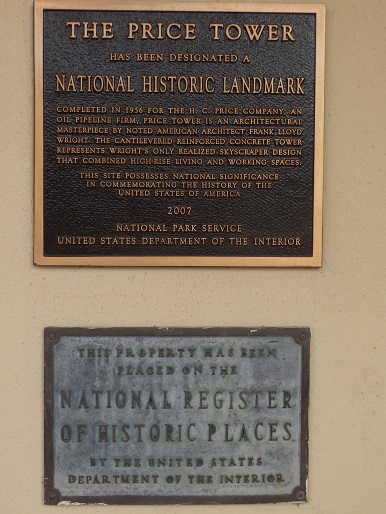 THE PRICE TOWER
HAS BEEN DESIGNATED A
NATIONAL HISTORIC LANDMARK
COMPLETED IN 1956 FOR THE H. C. PRICE COMPANY, AN
OIL PIPELINE FIRM, PRICE TOWER IS AN ARCHITECTURAL
MASTERPIECE BY NOTED AMERICAN ARCHITECT FRANK LLOYD
WRIGHT. THE CANTILEVERED REINFORCED CONCRETE TOWER
REPRESENTS WRIGHT'S ONLY REALIZED SKYSCRAPER DESIGN
THAT COMBINED HIGH-RISE LIVING AND WORKING SPACES.
THIS SITE POSSESSES NATIONAL SIGNIFICANCE
IN COMMEMORATING THE HISTORY OF THE
UNITED STATES OF AMERICA
2007
NATIONAL PARK SERVICE
UNITED STATES DEPARTMENT OF THE INTERIOR
THIS PROPERTY HAS BEEN
PLACED ON THE
NATIONAL REGISTER
OF HISTORIC PLACES
BY THE UNITED STATES
DEPARTMENT OF THE INTERIOR